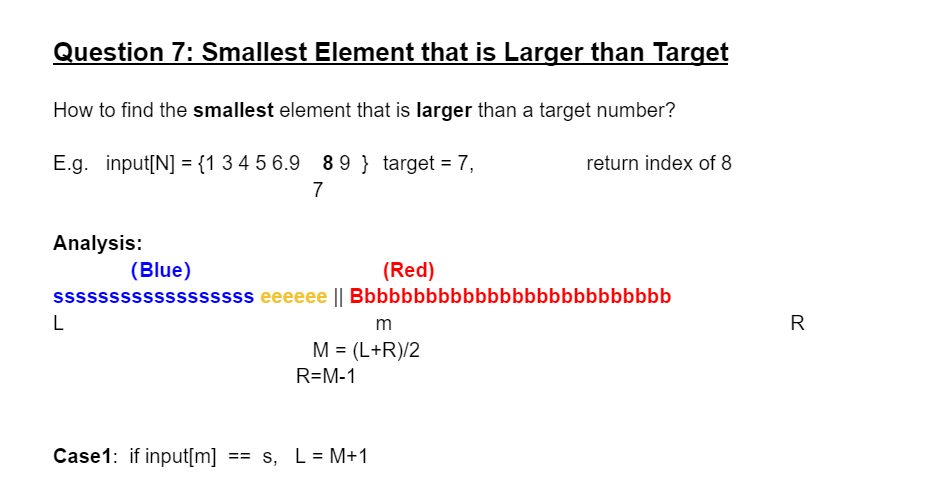 Question 7: Smallest Element that is Larger than Target
How to find the smallest element that is larger than a target number?
E.g. input[N] = {1 3 4 5 6.9 8 9 } target = 7, return index of 8
7
Analysis:
(Blue) (Red)
ssssssssssssssssss eeeeee || Bbbbbbbbbbbbbbbbbbbbbbbbbb
L m R
M = (L+R)/2
R=M-1
Case1: if input[m] == s, L = M+1